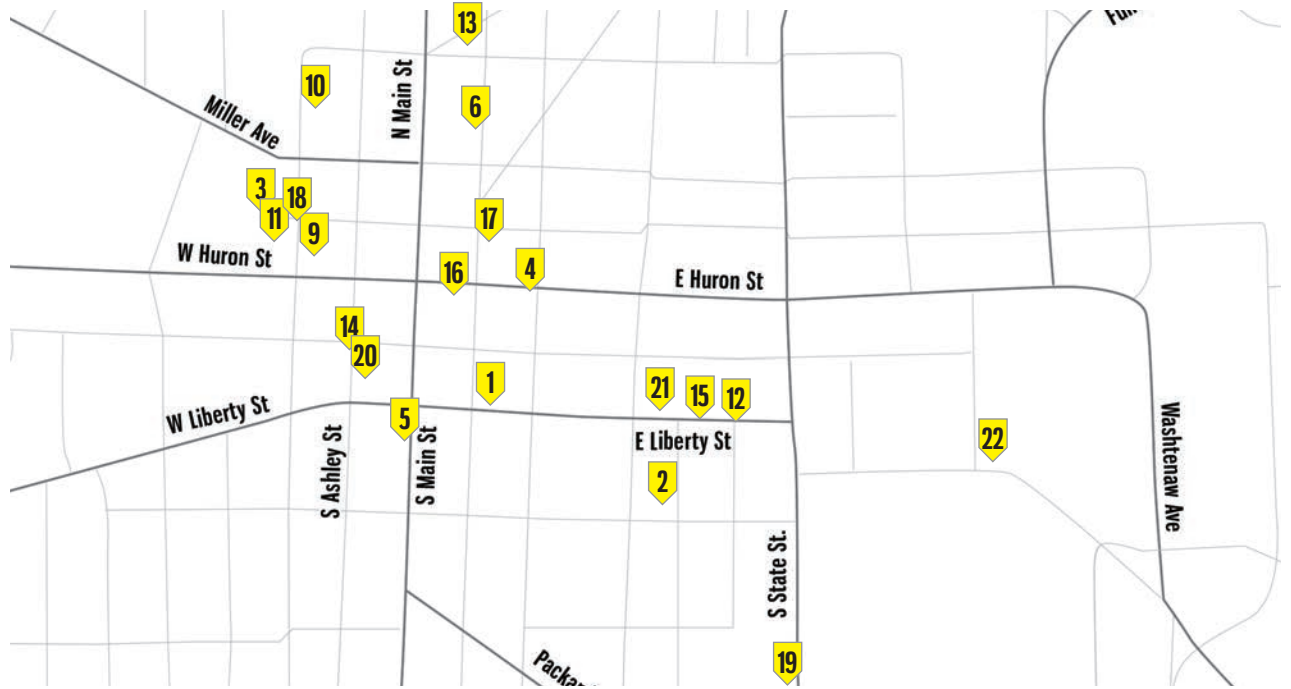 13
10
N Main St
6
Miller Ave
3
18
11
9
17
W Huron St
16
4
E Huron St
14
20
1
21
15
12
5
W Liberty St
E Liberty St
22
S Ashley St
S Main St
2
Washtenaw Ave
S State St.
19